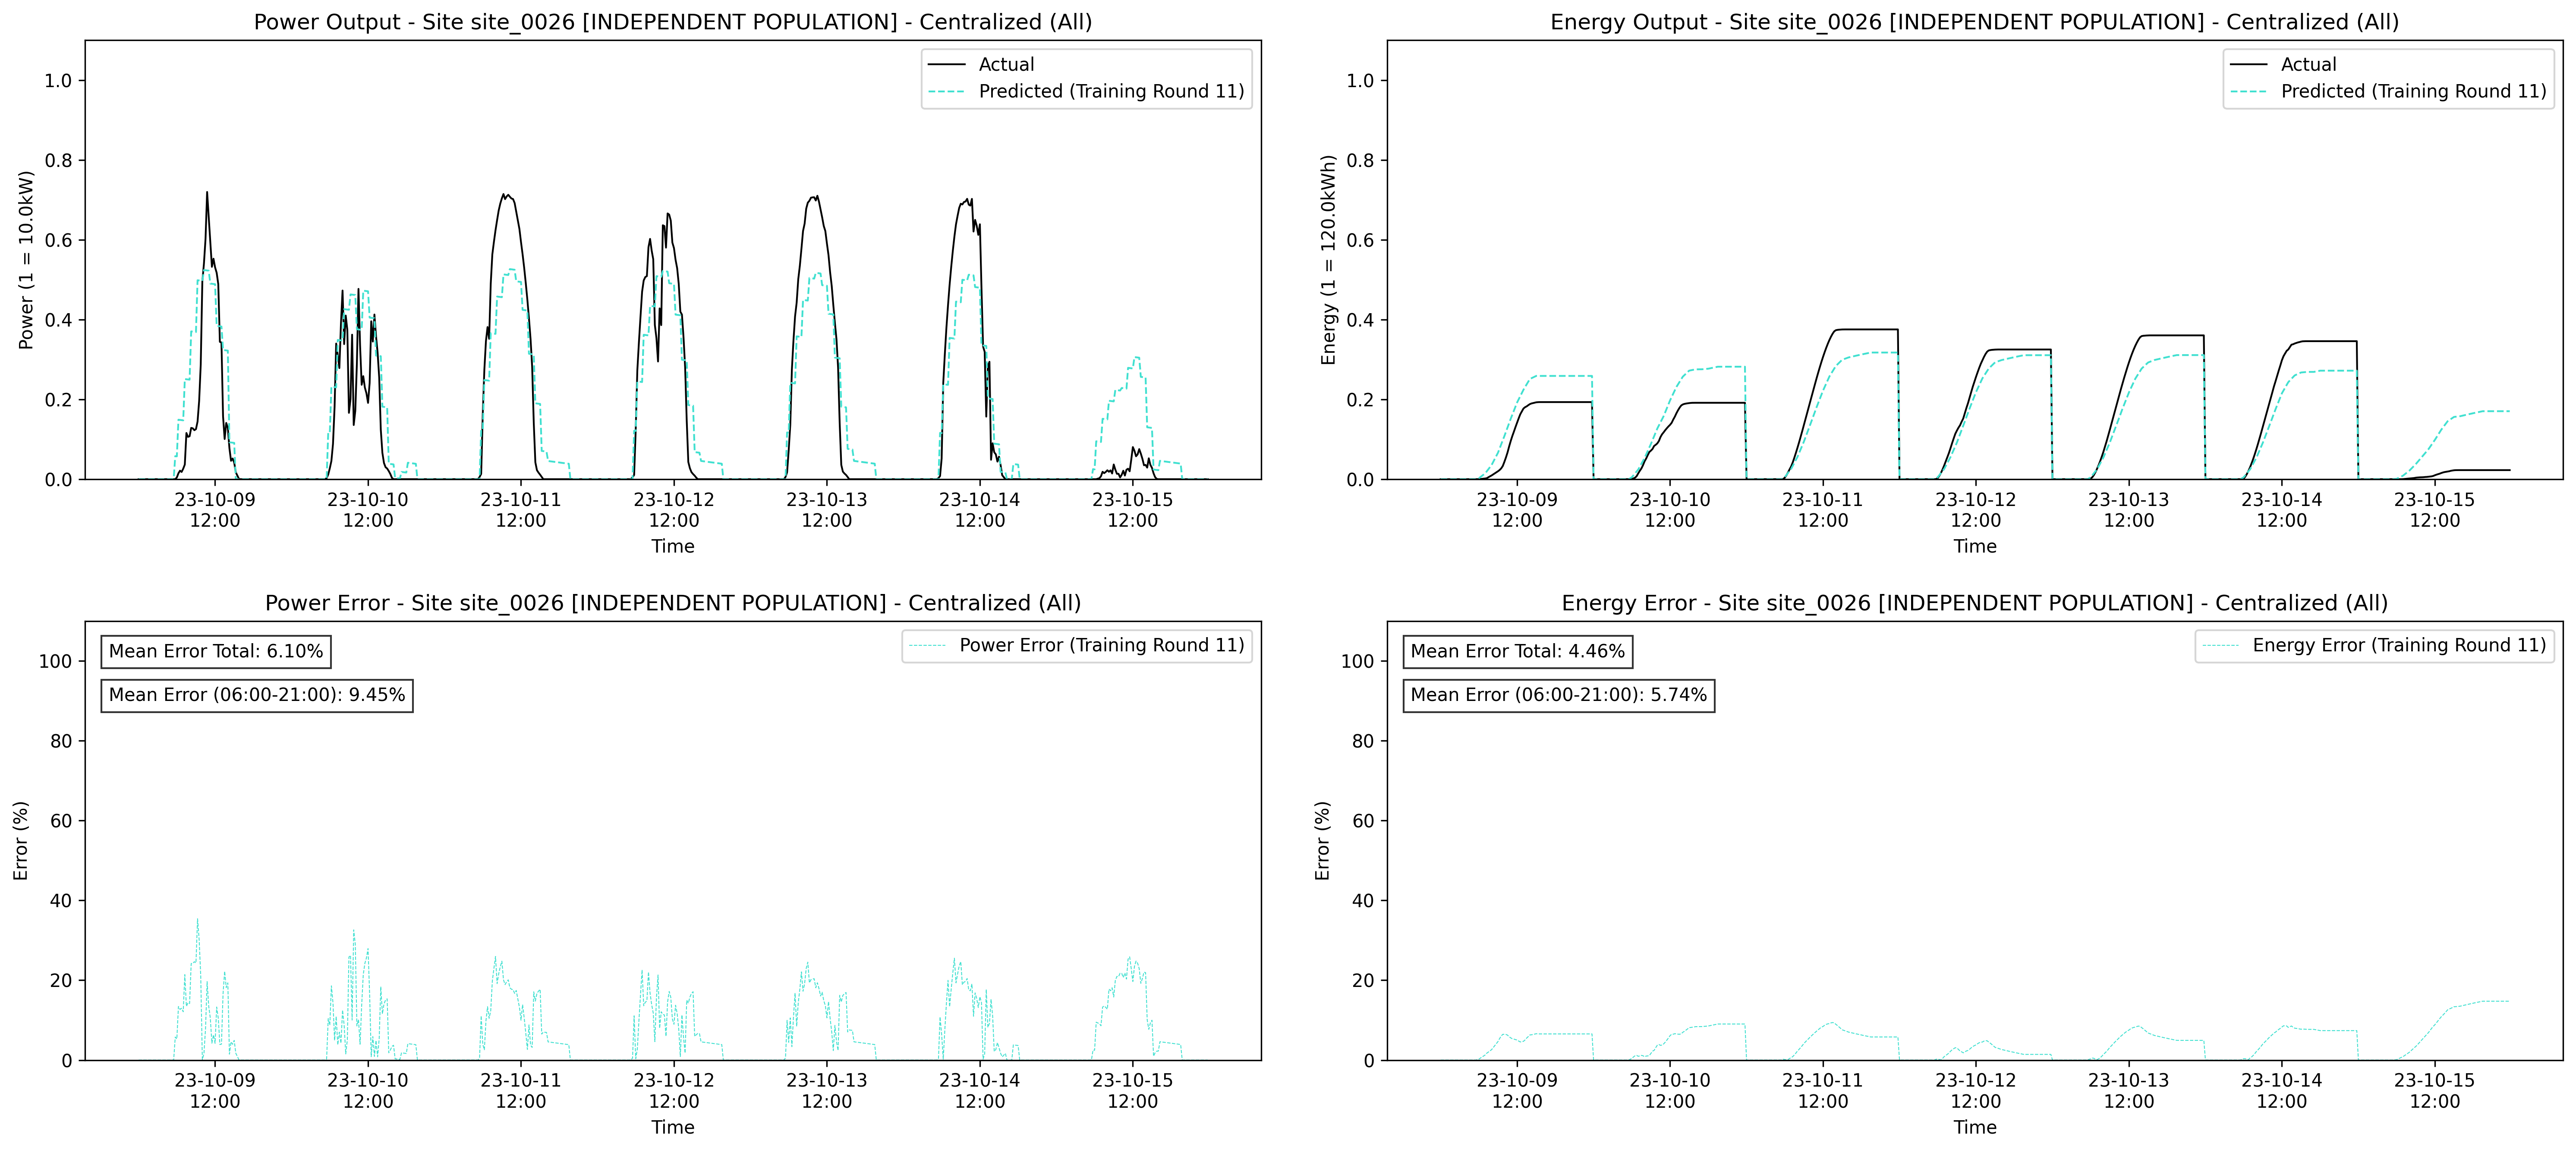 Power Output - Site site_0026 [INDEPENDENT POPULATION] - Centralized (All)
Actual
Predicted (Training Round 11)
Power (1 = 10.0kW)
1.0
0.8
0.6
0.4
0.2
0.0
23-10-09 23-10-10 23-10-11 23-10-12 23-10-13 23-10-14 23-10-15
12:00 12:00 12:00 12:00 12:00 12:00 12:00
Time
Energy Output - Site site_0026 [INDEPENDENT POPULATION] - Centralized (All)
Actual
Predicted (Training Round 11)
Energy (1 = 120.0kWh)
1.0
0.8
0.6
0.4
0.2
0.0
23-10-09 23-10-10 23-10-11 23-10-12 23-10-13 23-10-14 23-10-15
12:00 12:00 12:00 12:00 12:00 12:00 12:00
Time
Power Error - Site site_0026 [INDEPENDENT POPULATION] - Centralized (All)
Mean Error Total: 6.10%
Mean Error (06:00-21:00): 9.45%
Power Error (Training Round 11)
Error (%)
100
80
60
40
20
0
23-10-09 23-10-10 23-10-11 23-10-12 23-10-13 23-10-14 23-10-15
12:00 12:00 12:00 12:00 12:00 12:00 12:00
Time
Energy Error - Site site_0026 [INDEPENDENT POPULATION] - Centralized (All)
Mean Error Total: 4.46%
Mean Error (06:00-21:00): 5.74%
Energy Error (Training Round 11)
Error (%)
100
80
60
40
20
0
23-10-09 23-10-10 23-10-11 23-10-12 23-10-13 23-10-14 23-10-15
12:00 12:00 12:00 12:00 12:00 12:00 12:00
Time